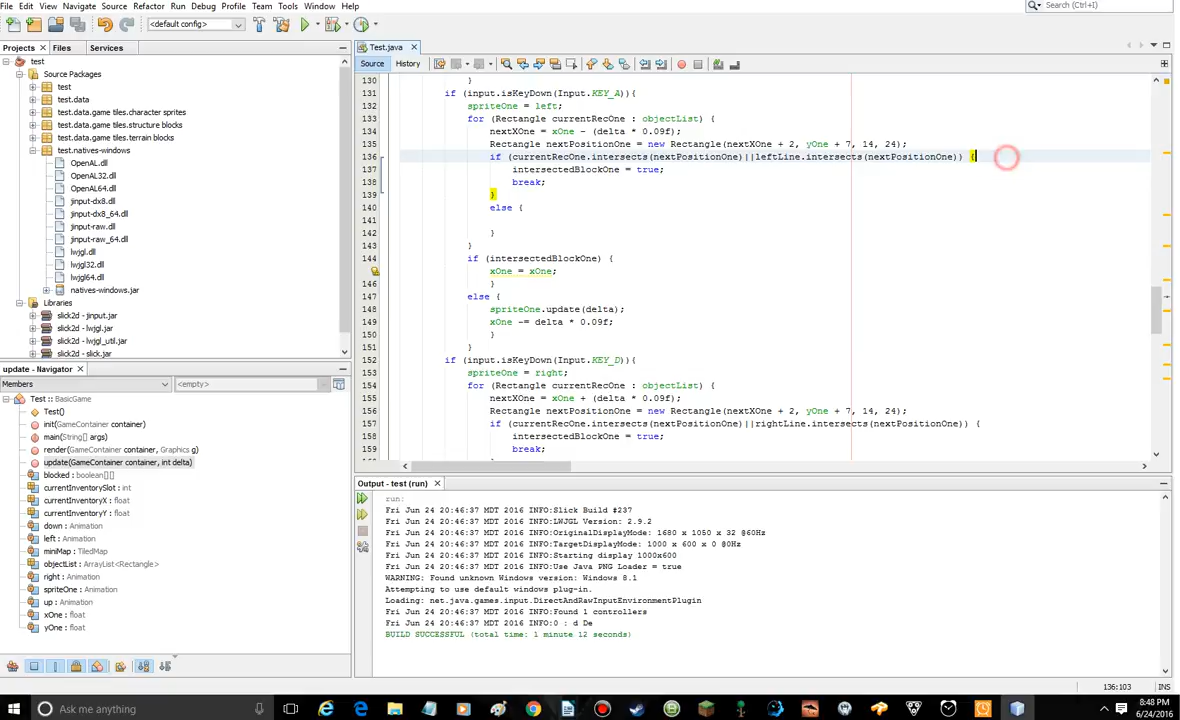 File Edit View Navigate Source Refactor Run Debug Profile Team Tools Window Help
Search (Ctrl+I)
<default config>
Projects Files Services
test
Source Packages
test
test.data
test.data.game tiles.character sprites
test.data.game tiles.structure blocks
test.data.game tiles.terrain blocks
test.natives-windows
OpenAL.dll
OpenAL32.dll
OpenAL64.dll
jinput-dx8.dll
jinput-dx8_64.dll
jinput-raw.dll
jinput-raw_64.dll
lwjgl.dll
lwjgl32.dll
lwjgl64.dll
natives-windows.jar
Libraries
slick2d - jinput.jar
slick2d - lwjgl.jar
slick2d - lwjgl_util.jar
slick2d - slick.jar
update - Navigator
Members
<empty>
Test :: BasicGame
Test()
init(GameContainer container)
main(String[] args)
render(GameContainer container, Graphics g)
update(GameContainer container, int delta)
blocked : boolean[][]
currentInventorySlot : int
currentInventoryX : float
currentInventoryY : float
down : Animation
left : Animation
miniMap : TiledMap
objectList : ArrayList<Rectangle>
right : Animation
spriteOne : Animation
up : Animation
xOne : float
yOne : float
Test.java
Source History
130 }
131 if (input.isKeyDown(Input.KEY_A)){
132 spriteOne = left;
133 for (Rectangle currentRecOne : objectList) {
134 nextXOne = xOne - (delta * 0.09f);
135 Rectangle nextPositionOne = new Rectangle(nextXOne + 2, yOne + 7, 14, 24);
136 if (currentRecOne.intersects(nextPositionOne)||leftLine.intersects(nextPositionOne)) {
137 intersectedBlockOne = true;
138 break;
139 }
140 else {
141
142 }
143 }
144 if (intersectedBlockOne) {
xOne = xOne;
146 }
147 else {
148 spriteOne.update(delta);
149 xOne -= delta * 0.09f;
150 }
151 }
152 if (input.isKeyDown(Input.KEY_D)){
153 spriteOne = right;
154 for (Rectangle currentRecOne : objectList) {
155 nextXOne = xOne + (delta * 0.09f);
156 Rectangle nextPositionOne = new Rectangle(nextXOne + 2, yOne + 7, 14, 24);
157 if (currentRecOne.intersects(nextPositionOne)||rightLine.intersects(nextPositionOne)) {
158 intersectedBlockOne = true;
159 break;
Output - test (run)
run:
Fri Jun 24 20:46:37 MDT 2016 INFO:Slick Build #237
Fri Jun 24 20:46:37 MDT 2016 INFO:LWJGL Version: 2.9.2
Fri Jun 24 20:46:37 MDT 2016 INFO:OriginalDisplayMode: 1680 x 1050 x 32 @60Hz
Fri Jun 24 20:46:37 MDT 2016 INFO:TargetDisplayMode: 1000 x 600 x 0 @0Hz
Fri Jun 24 20:46:37 MDT 2016 INFO:Starting display 1000x600
Fri Jun 24 20:46:37 MDT 2016 INFO:Use Java PNG Loader = true
WARNING: Found unknown Windows version: Windows 8.1
Attempting to use default windows plug-in.
Loading: net.java.games.input.DirectAndRawInputEnvironmentPlugin
Fri Jun 24 20:46:37 MDT 2016 INFO:Found 1 controllers
Fri Jun 24 20:46:37 MDT 2016 INFO:0 : d De
BUILD SUCCESSFUL (total time: 1 minute 12 seconds)
136:103 INS
Ask me anything
8:48 PM
6/24/2016